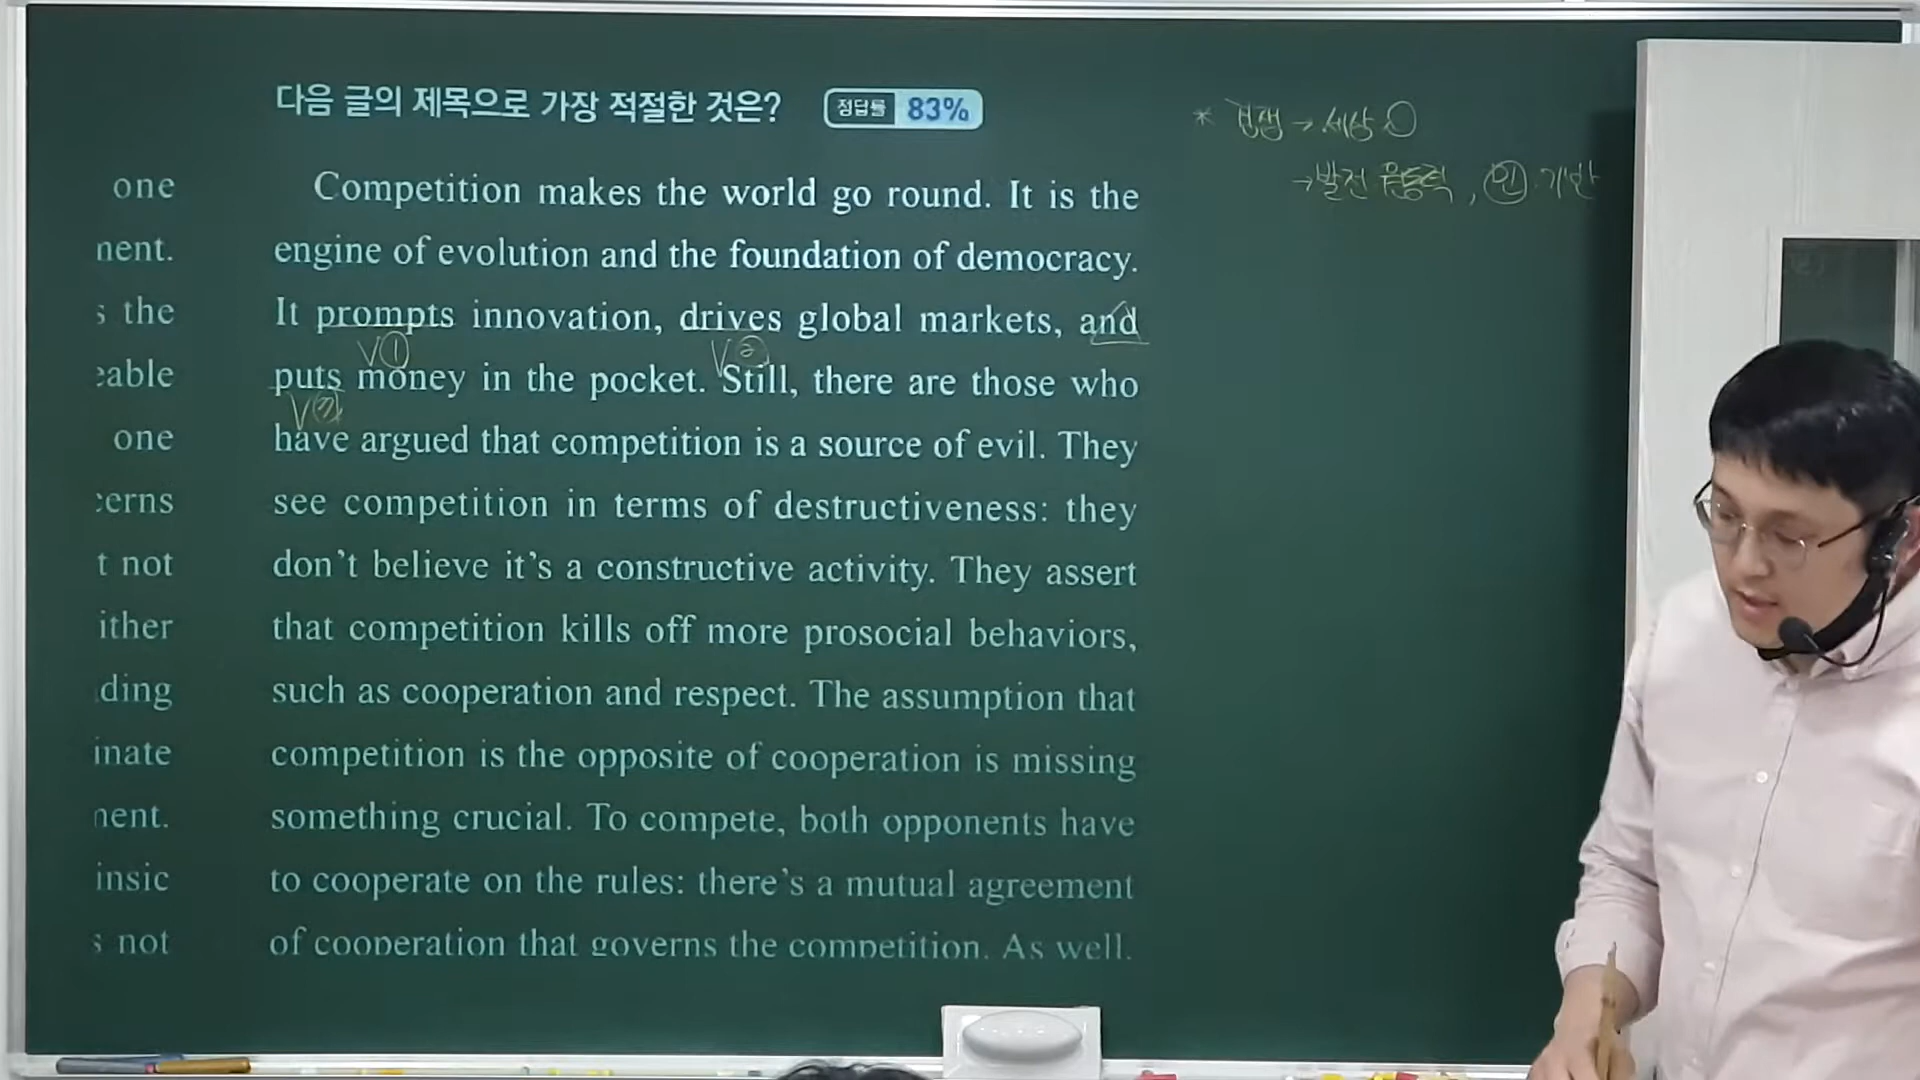 다음 글의 제목으로 가장 적절한 것은? 정답률 83%
* 경쟁 → 세상
→ 발전 원동력, 민 기반
one
nent.
s the
eable
one
cerns
t not
ither
ding
inate
nent.
insic
s not
Competition makes the world go round. It is the
engine of evolution and the foundation of democracy.
It prompts innovation, drives global markets, and
V① V②
puts money in the pocket. Still, there are those who
V③
have argued that competition is a source of evil. They
see competition in terms of destructiveness: they
don't believe it's a constructive activity. They assert
that competition kills off more prosocial behaviors,
such as cooperation and respect. The assumption that
competition is the opposite of cooperation is missing
something crucial. To compete, both opponents have
to cooperate on the rules: there's a mutual agreement
of cooperation that governs the competition. As well,